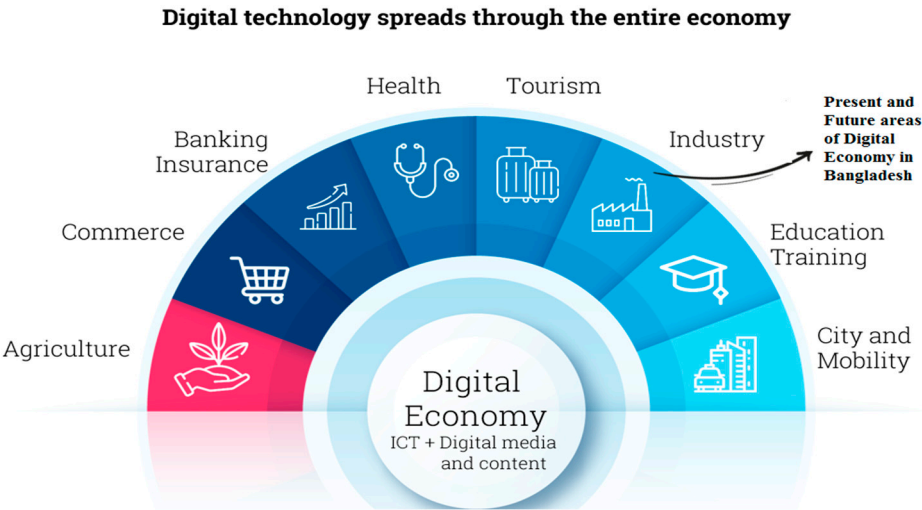 Digital technology spreads through the entire economy
Health
Tourism
Banking
Insurance
Industry
Present and
Future areas
of Digital
Economy in
Bangladesh
Commerce
Education
Training
Agriculture
City and
Mobility
Digital
Economy
ICT + Digital media
and content